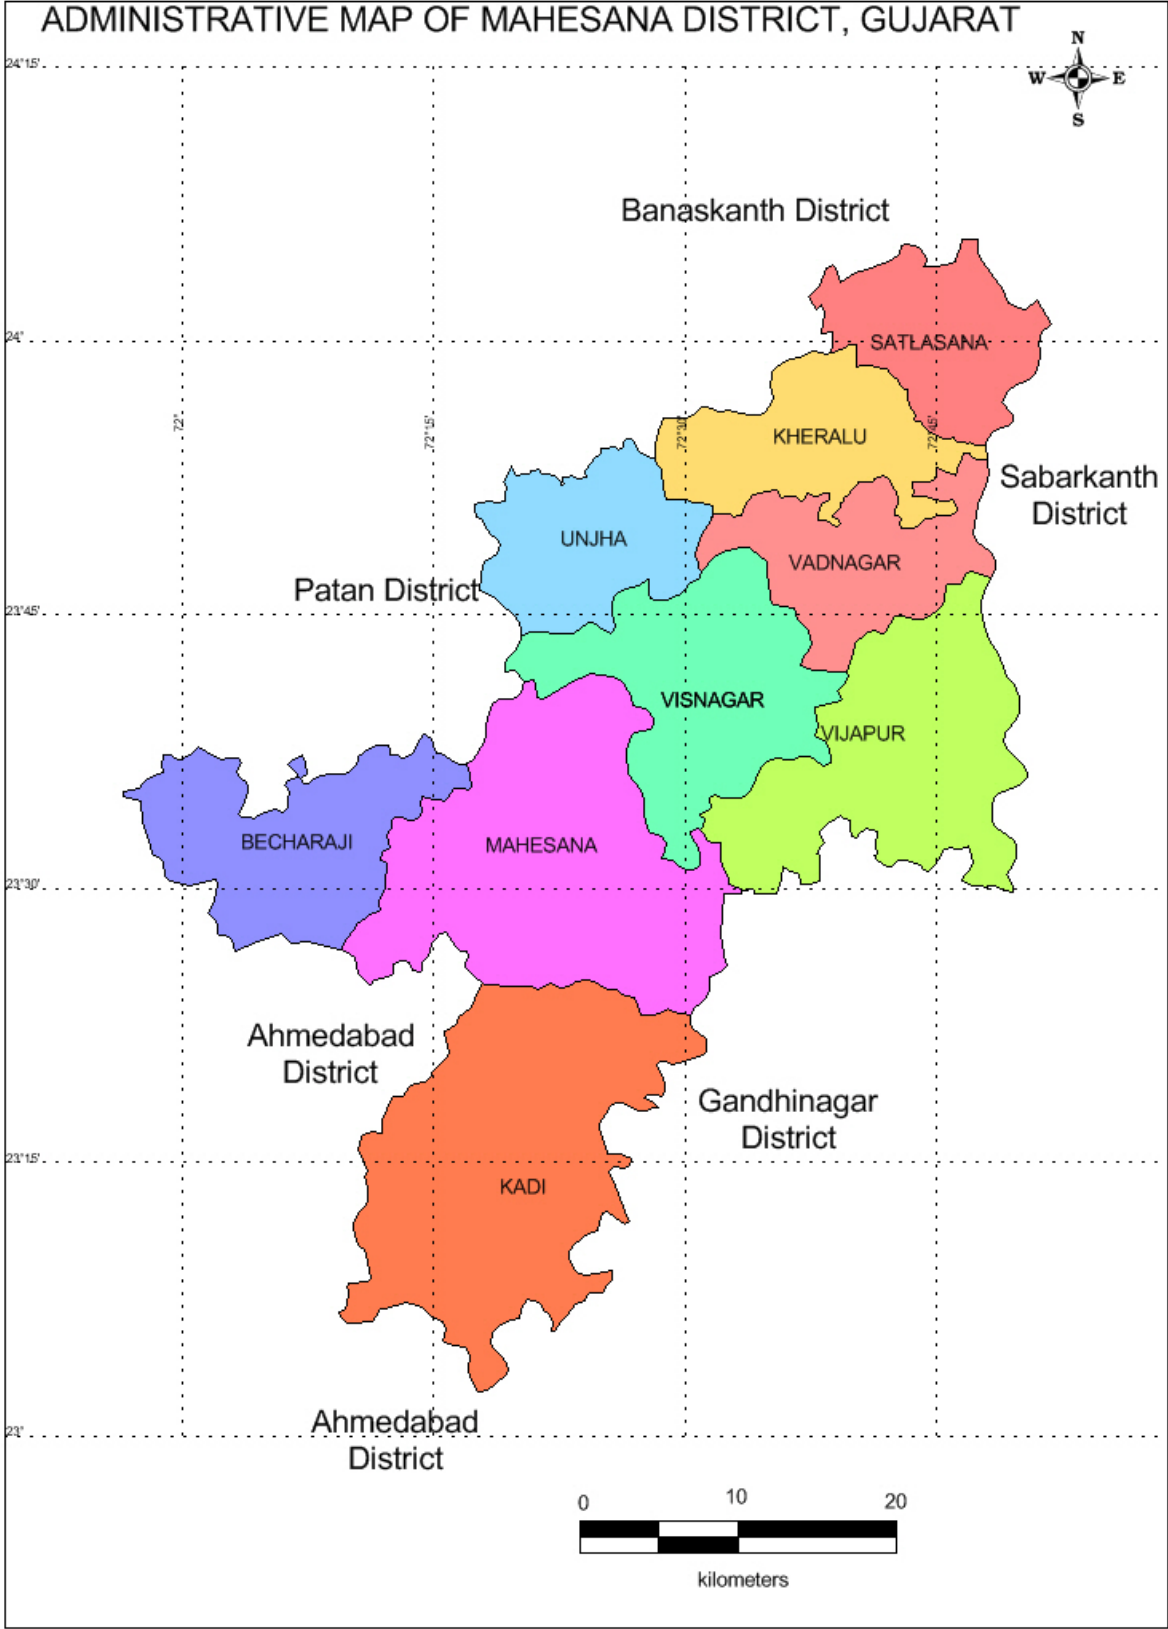 ADMINISTRATIVE MAP OF MAHESANA DISTRICT, GUJARAT
N
W E
S
24°15'
Banaskanth District
24°
SATLASANA
72°
72°15'
72°30'
72°45'
KHERALU
Sabarkanth
District
UNJHA
VADNAGAR
Patan District
23°45'
VISNAGAR
VIJAPUR
BECHARAJI
MAHESANA
23°30'
Ahmedabad
District
Gandhinagar
District
23°15'
KADI
Ahmedabad
District
23°
0 10 20
kilometers